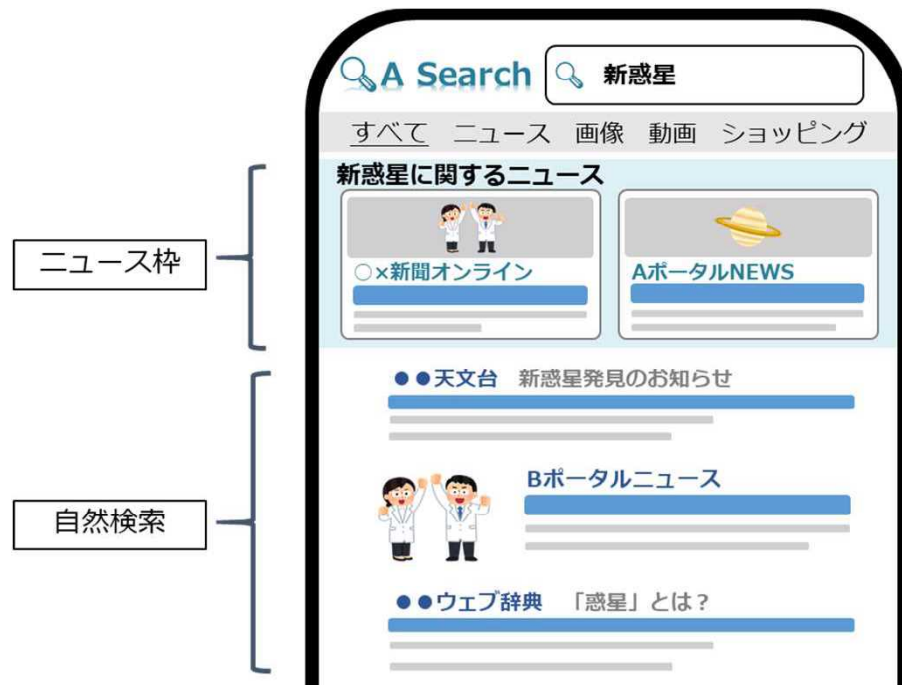 A Search 新惑星
すべて ニュース 画像 動画 ショッピング
新惑星に関するニュース
ニュース枠
○×新聞オンライン
AポータルNEWS
●●天文台 新惑星発見のお知らせ
Bポータルニュース
自然検索
●●ウェブ辞典 「惑星」とは？